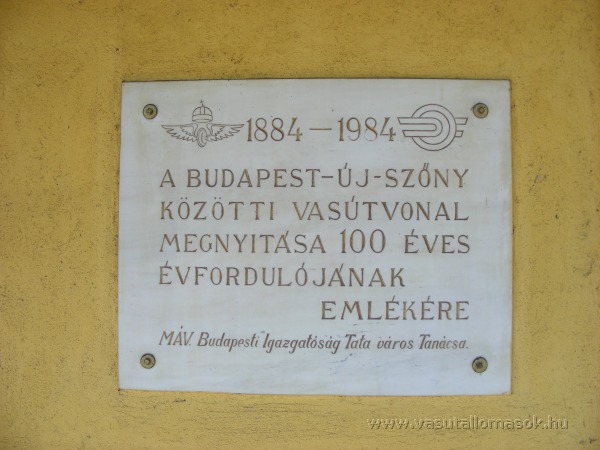 1884 – 1984
A BUDAPEST-ÚJ-SZŐNY
KÖZÖTTI VASÚTVONAL
MEGNYITÁSA 100 ÉVES
ÉVFORDULÓJÁNAK
EMLÉKÉRE
MÁV. Budapesti Igazgatóság Tata város Tanácsa.
© www.vasutallomasok.hu